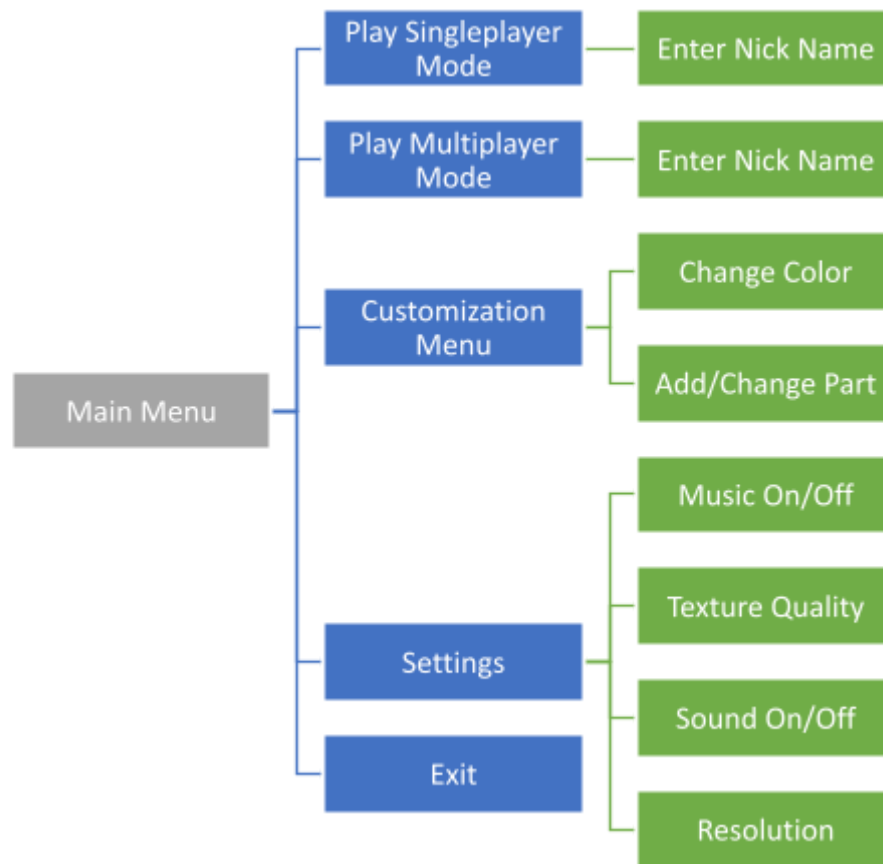 Play Singleplayer
Mode
Enter Nick Name
Play Multiplayer
Mode
Enter Nick Name
Customization
Menu
Change Color
Add/Change Part
Main Menu
Settings
Music On/Off
Texture Quality
Sound On/Off
Resolution
Exit